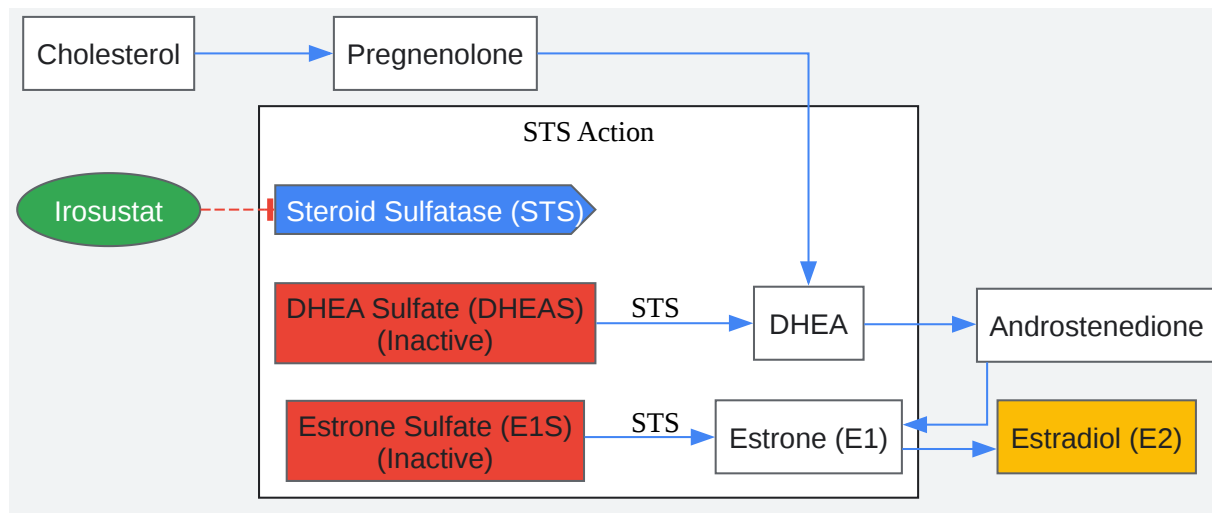 Cholesterol
Pregnenolone
STS Action
Irosustat
Steroid Sulfatase (STS)
DHEA Sulfate (DHEAS)
(Inactive)
STS
DHEA
Androstenedione
Estrone Sulfate (E1S)
(Inactive)
STS
Estrone (E1)
Estradiol (E2)